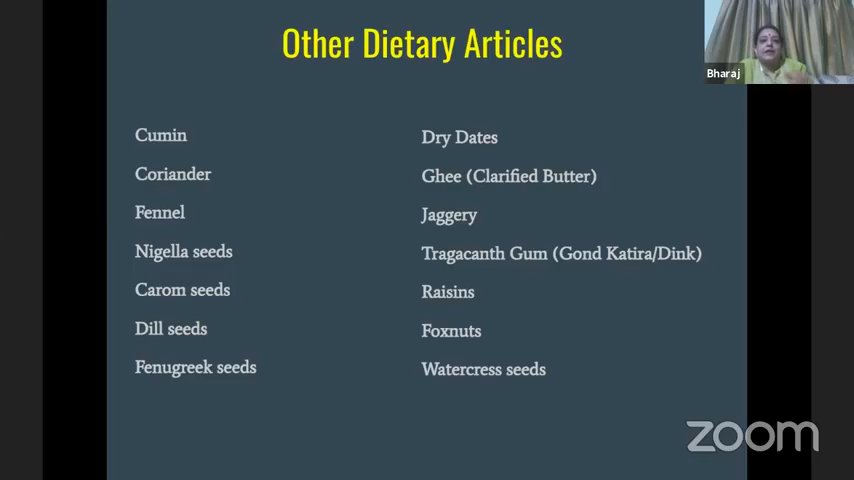 Other Dietary Articles
Bharaj
Cumin
Coriander
Fennel
Nigella seeds
Carom seeds
Dill seeds
Fenugreek seeds
Dry Dates
Ghee (Clarified Butter)
Jaggery
Tragacanth Gum (Gond Katira/Dink)
Raisins
Foxnuts
Watercress seeds
zoom